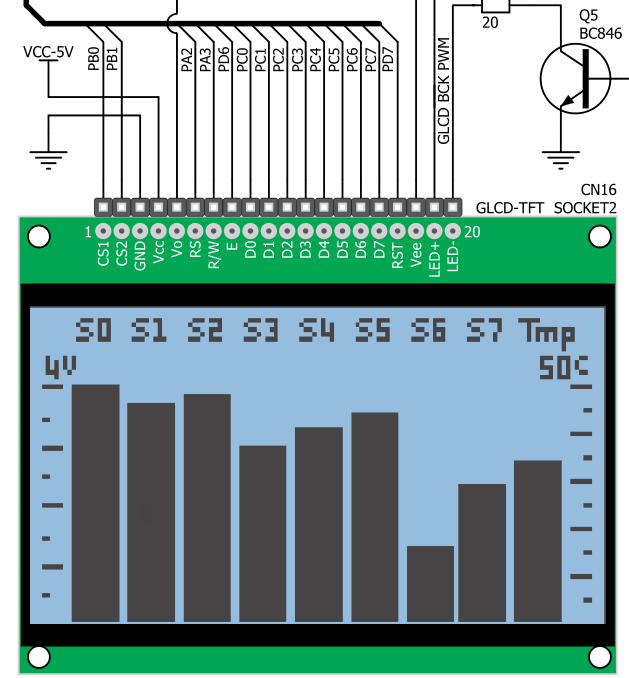 20
Q5
BC846
VCC-5V
PB0
PB1
PA2
PA3
PD6
PC0
PC1
PC2
PC3
PC4
PC5
PC6
PC7
PD7
GLCD BCK PWM
CN16
GLCD-TFT SOCKET2
1
20
CS1
CS2
GND
Vcc
Vo
RS
R/W
E
D0
D1
D2
D3
D4
D5
D6
D7
RST
Vee
LED+
LED-
S0 S1 S2 S3 S4 S5 S6 S7 Tmp
4V 50C